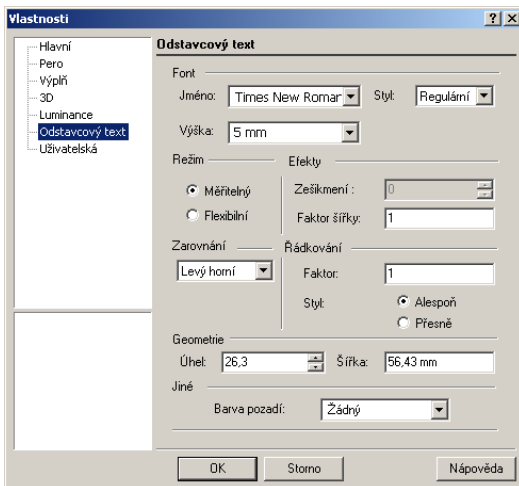 Vlastnosti
Hlavní
Pero
Výplň
3D
Luminance
Odstavcový text
Uživatelská
Odstavcový text
Font
Jméno: Times New Romar Styl: Regulární
Výška: 5 mm
Režim Efekty
Měřitelný Zešikmení : 0
Flexibilní Faktor šířky: 1
Zarovnání Řádkování
Levý horní Faktor: 1
Styl: Alespoň
Přesně
Geometrie
Úhel: 26,3 Šířka: 56,43 mm
Jiné
Barva pozadí: Žádný
OK Storno Nápověda